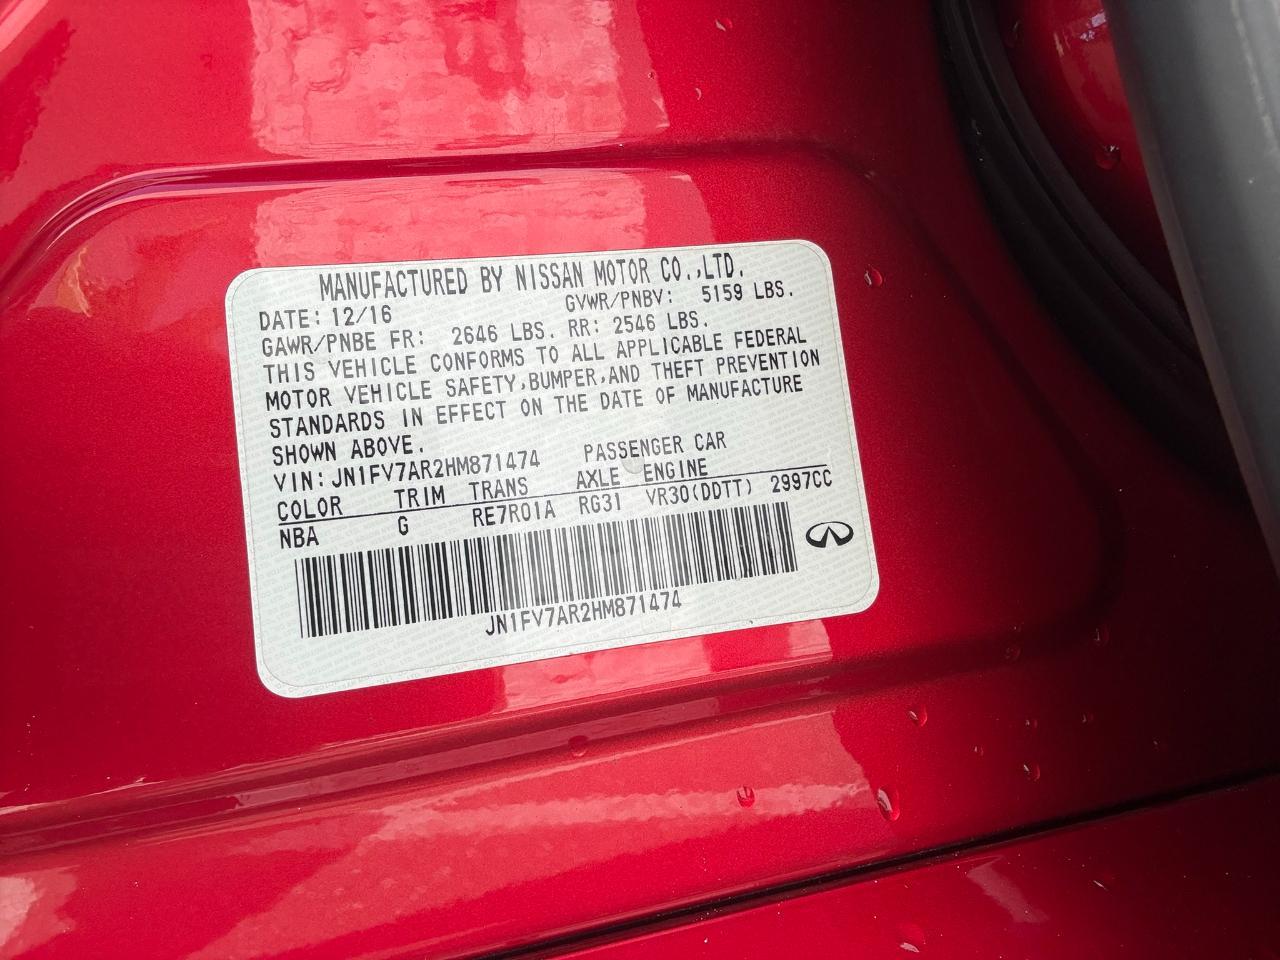 MANUFACTURED BY NISSAN MOTOR CO.,LTD.
DATE: 12/16 GVWR/PNBV: 5159 LBS.
GAWR/PNBE FR: 2646 LBS. RR: 2546 LBS.
THIS VEHICLE CONFORMS TO ALL APPLICABLE FEDERAL
MOTOR VEHICLE SAFETY,BUMPER,AND THEFT PREVENTION
STANDARDS IN EFFECT ON THE DATE OF MANUFACTURE
SHOWN ABOVE.
VIN: JN1FV7AR2HM871474 PASSENGER CAR
COLOR TRIM TRANS AXLE ENGINE
NBA G RE7R01A RG31 VR30(DDTT) 2997CC
JN1FV7AR2HM871474